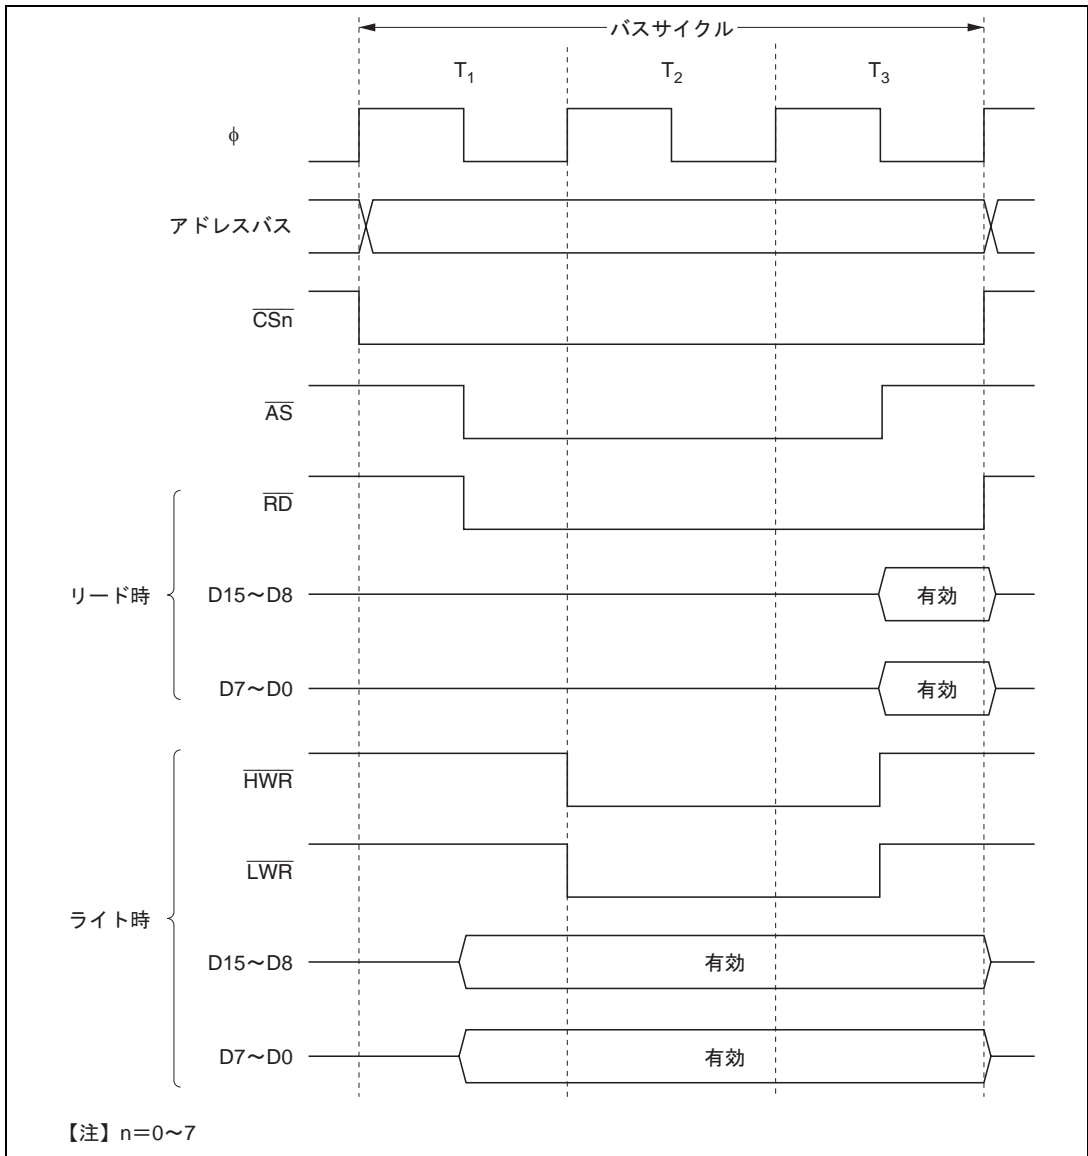 バスサイクル
T1 T2 T3
φ
アドレスバス
CSn
AS
RD
リード時
D15～D8
有効
D7～D0
有効
HWR
LWR
ライト時
D15～D8
有効
D7～D0
有効
【注】n＝0～7